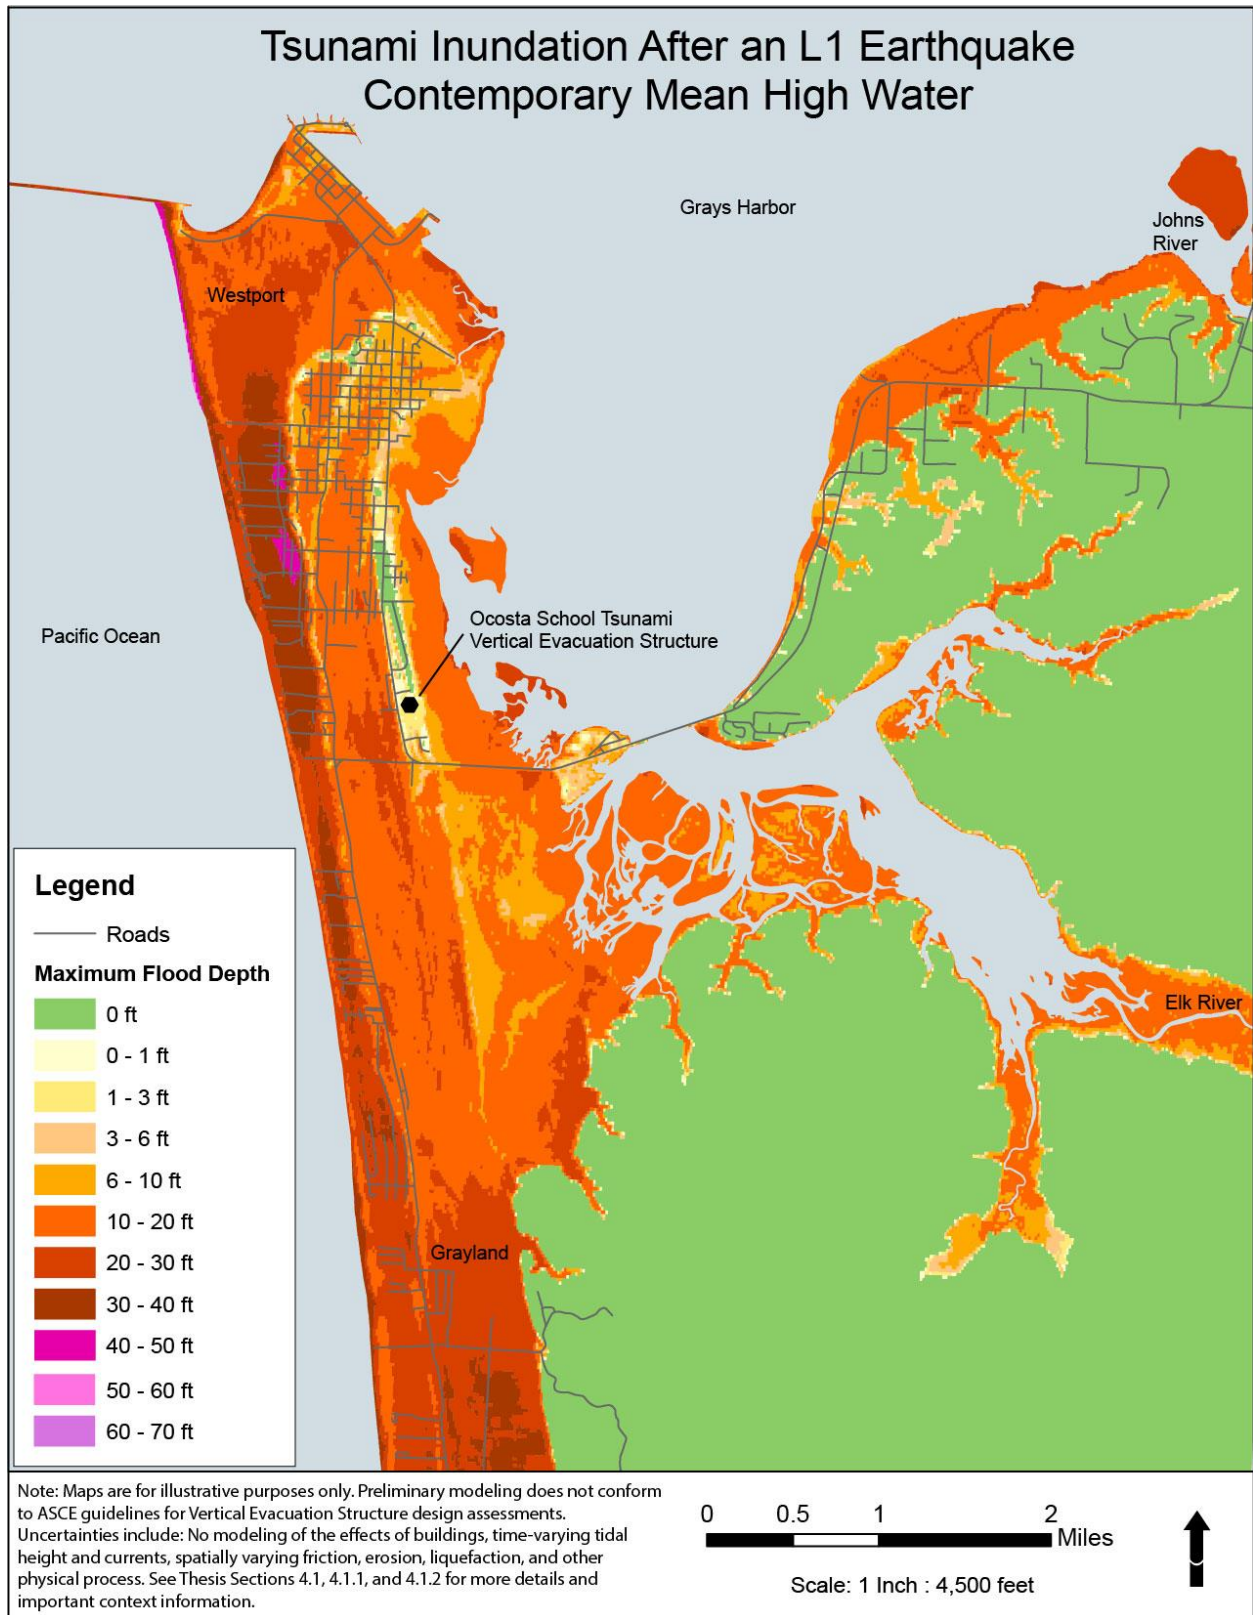 Tsunami Inundation After an L1 Earthquake
Contemporary Mean High Water
Grays Harbor
Johns
River
Westport
Ocosta School Tsunami
Vertical Evacuation Structure
Pacific Ocean
Elk River
Grayland
Legend
Roads
Maximum Flood Depth
0 ft
0 - 1 ft
1 - 3 ft
3 - 6 ft
6 - 10 ft
10 - 20 ft
20 - 30 ft
30 - 40 ft
40 - 50 ft
50 - 60 ft
60 - 70 ft
Note: Maps are for illustrative purposes only. Preliminary modeling does not conform
to ASCE guidelines for Vertical Evacuation Structure design assessments.
Uncertainties include: No modeling of the effects of buildings, time-varying tidal
height and currents, spatially varying friction, erosion, liquefaction, and other
physical process. See Thesis Sections 4.1, 4.1.1, and 4.1.2 for more details and
important context information.
0 0.5 1 2
Miles
Scale: 1 Inch : 4,500 feet